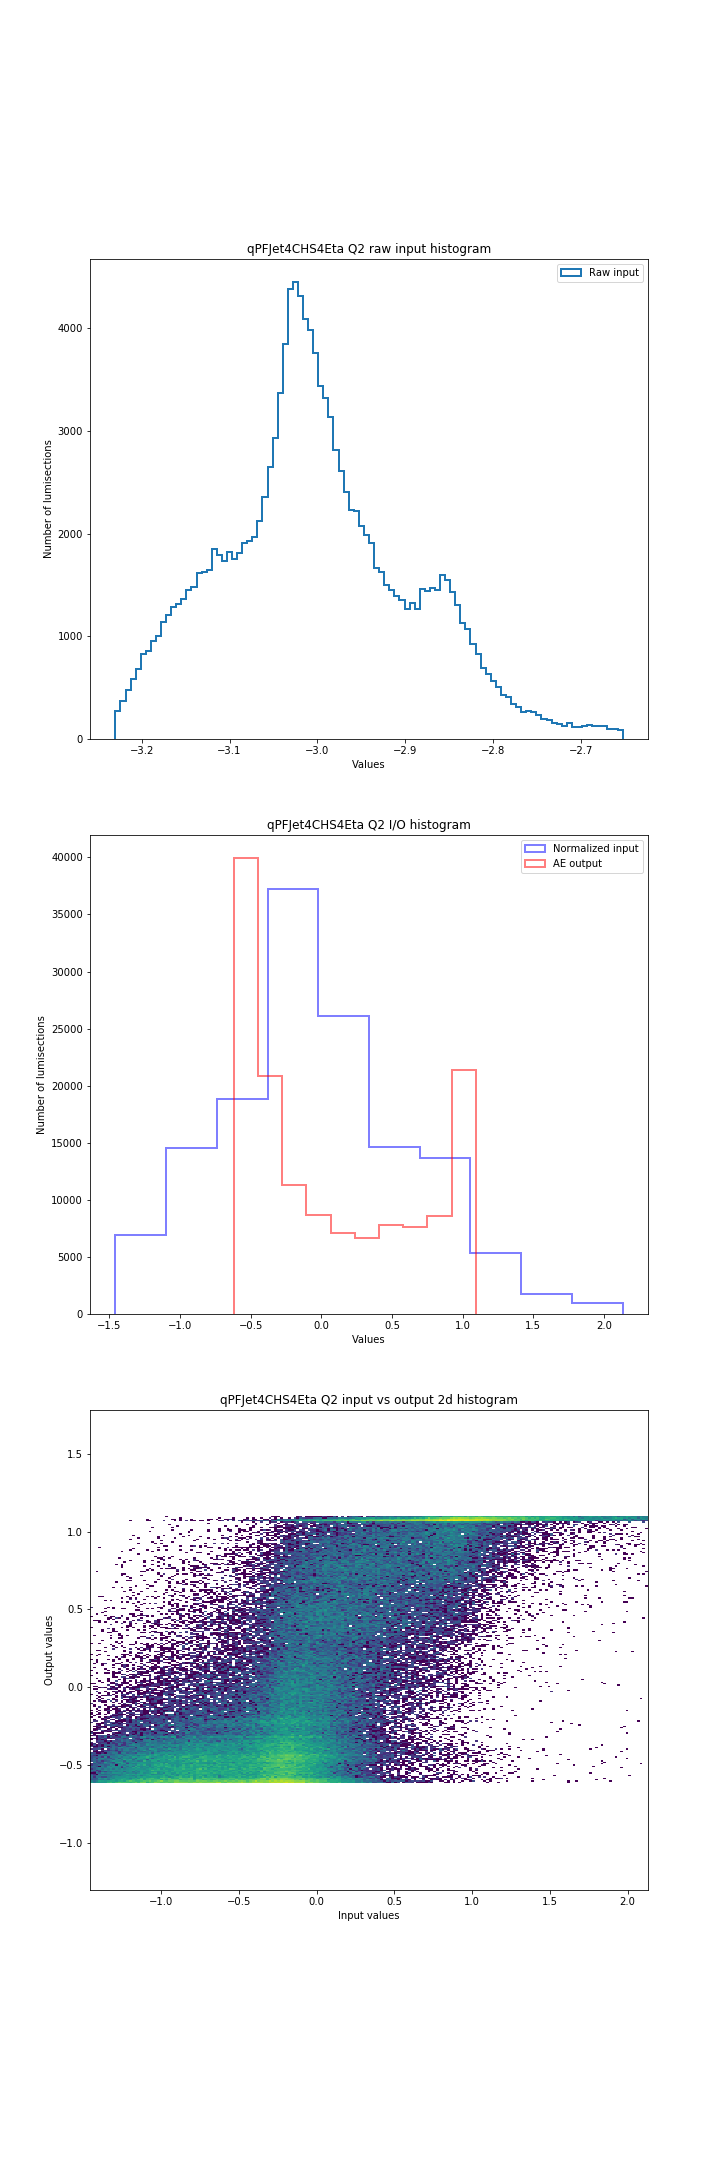 qPFJet4CHS4Eta Q2 raw input histogram
Raw input
Number of lumisections
4000
3000
2000
1000
0
−3.2 −3.1 −3.0 −2.9 −2.8 −2.7
Values
qPFJet4CHS4Eta Q2 I/O histogram
Normalized input
AE output
Number of lumisections
40000
35000
30000
25000
20000
15000
10000
5000
0
−1.5 −1.0 −0.5 0.0 0.5 1.0 1.5 2.0
Values
qPFJet4CHS4Eta Q2 input vs output 2d histogram
Output values
1.5
1.0
0.5
0.0
−0.5
−1.0
−1.0 −0.5 0.0 0.5 1.0 1.5 2.0
Input values